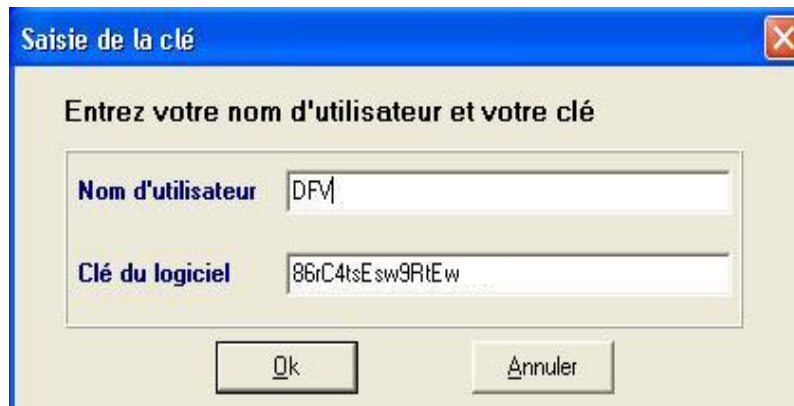 Saisie de la clé
Entrez votre nom d'utilisateur et votre clé
Nom d'utilisateur DFV
Clé du logiciel 86rC4tsEsw9RtEw
Ok Annuler